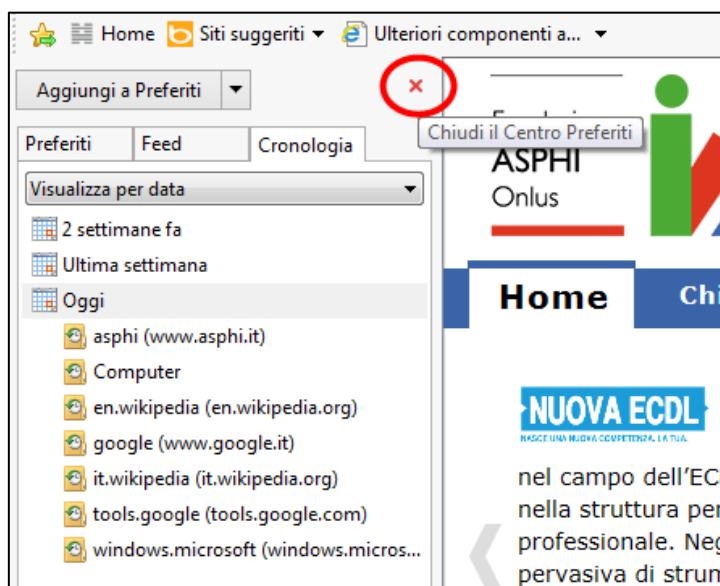 Home Siti suggeriti Ulteriori componenti a...
Aggiungi a Preferiti
Chiudi il Centro Preferiti
Preferiti Feed Cronologia
ASPHI
Onlus
Visualizza per data
2 settimane fa
Ultima settimana
Oggi
Home Chi
asphi (www.asphi.it)
Computer
en.wikipedia (en.wikipedia.org)
google (www.google.it)
it.wikipedia (it.wikipedia.org)
tools.google (tools.google.com)
windows.microsoft (windows.micros...
NUOVA ECDL
NASCE UNA NUOVA COMPETENZA. LA TUA.
nel campo dell'EC
nella struttura per
professionale. Neg
pervasiva di strum